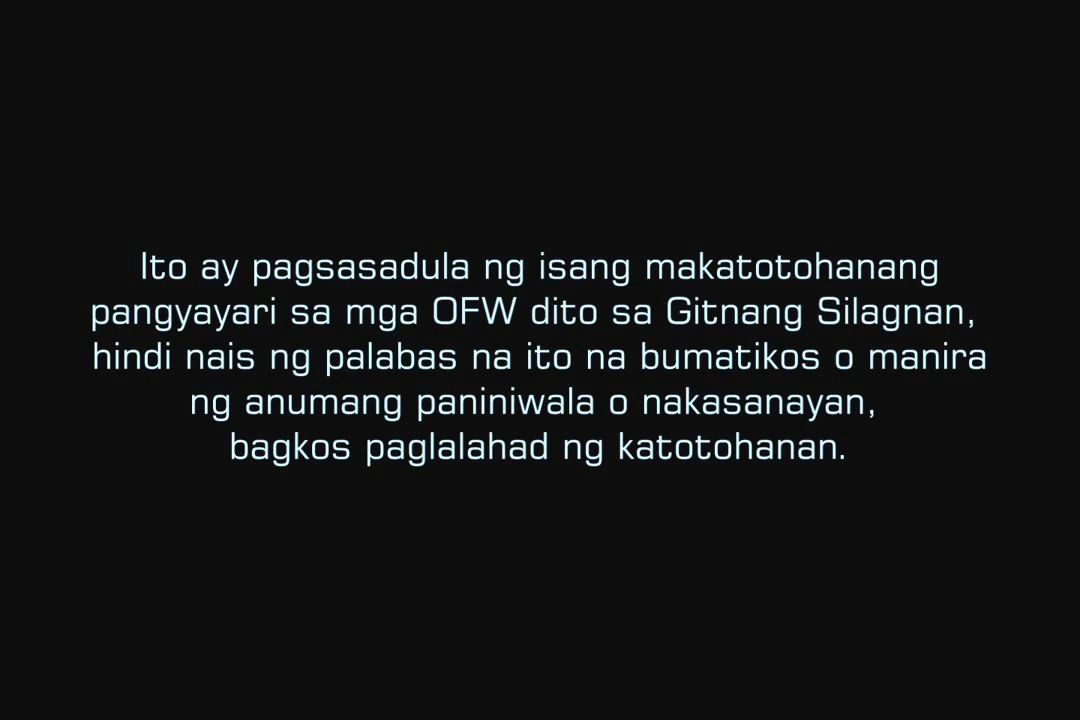 Ito ay pagsasadula ng isang makatotohanang
pangyayari sa mga OFW dito sa Gitnang Silagnan,
hindi nais ng palabas na ito na bumatikos o manira
ng anumang paniniwala o nakasanayan,
bagkos paglalahad ng katotohanan.